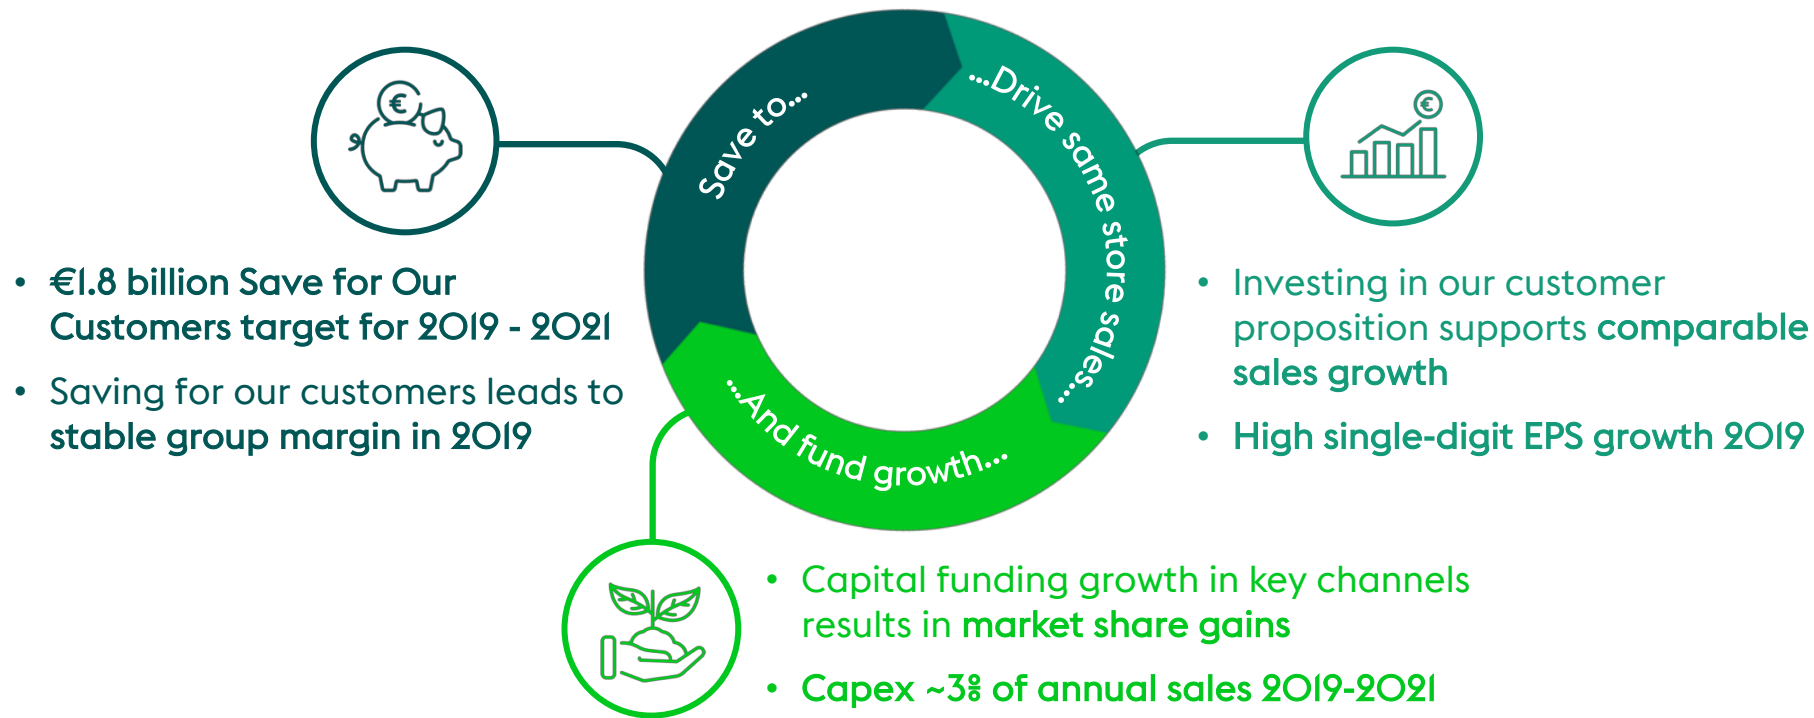 Save to...
...Drive same store sales...
...And fund growth...
€
€
• €1.8 billion Save for Our
Customers target for 2019 - 2021
• Saving for our customers leads to
stable group margin in 2019
• Investing in our customer
proposition supports comparable
sales growth
• High single-digit EPS growth 2019
• Capital funding growth in key channels
results in market share gains
• Capex ~3% of annual sales 2019-2021